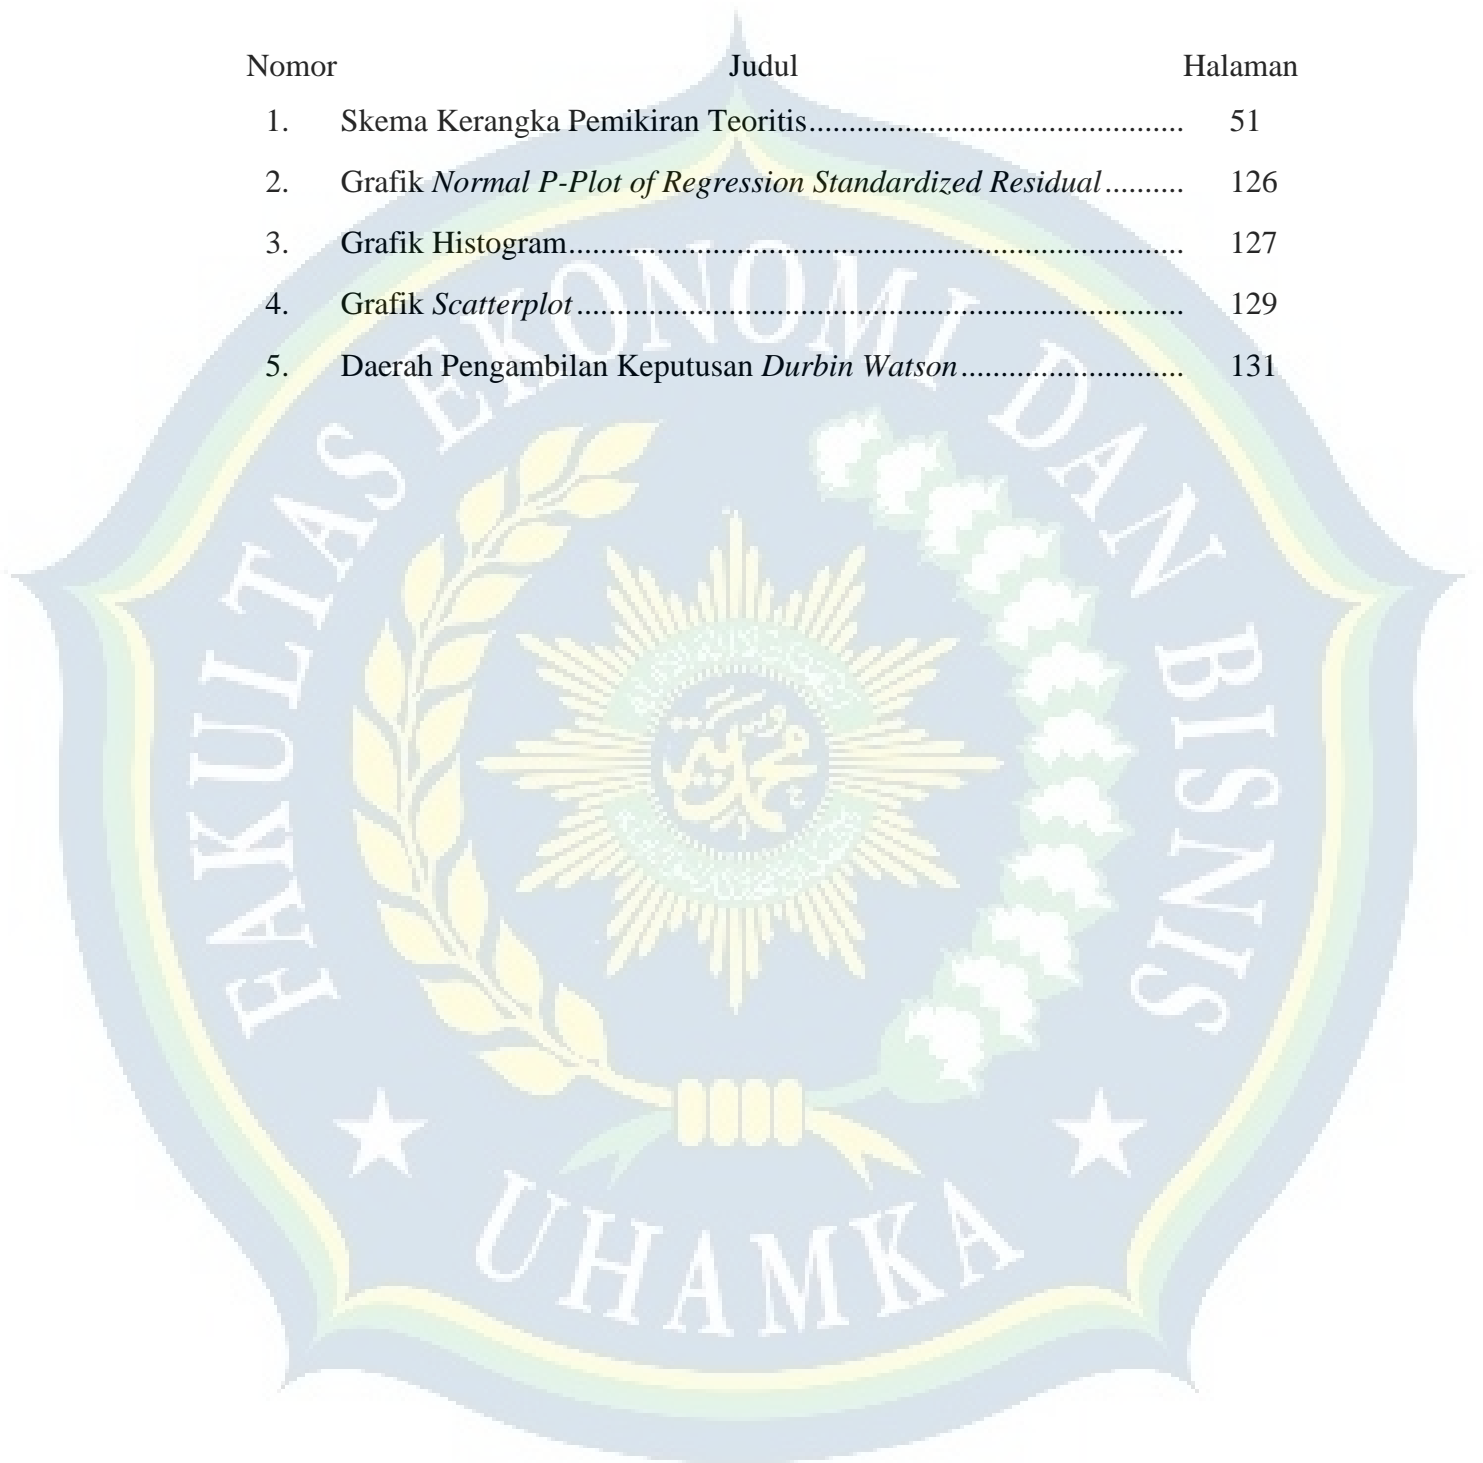 Nomor Judul Halaman
1. Skema Kerangka Pemikiran Teoritis............................................... 51
2. Grafik Normal P-Plot of Regression Standardized Residual.......... 126
3. Grafik Histogram............................................................................. 127
4. Grafik Scatterplot............................................................................ 129
5. Daerah Pengambilan Keputusan Durbin Watson............................ 131
FAKULTAS EKONOMI DAN BISNIS
UHAMKA